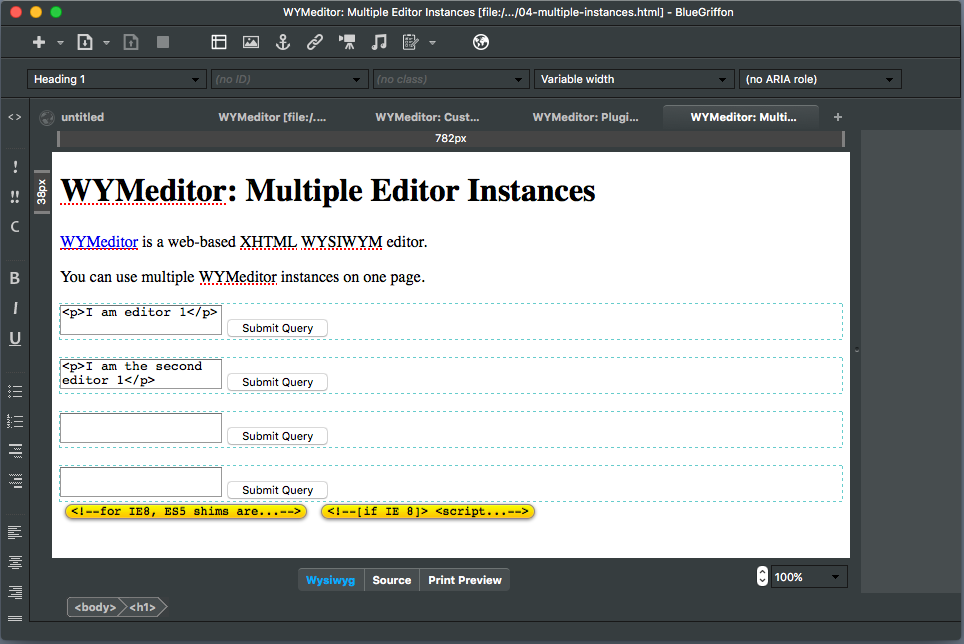 WYMeditor: Multiple Editor Instances [file:/.../04-multiple-instances.html] - BlueGriffon
Heading 1 (no ID) (no class) Variable width (no ARIA role)
<> untitled WYMeditor [file:/.... WYMeditor: Cust... WYMeditor: Plugi... WYMeditor: Multi... +
782px
!
38px
WYMeditor: Multiple Editor Instances
!!
C
WYMeditor is a web-based XHTML WYSIWYM editor.
You can use multiple WYMeditor instances on one page.
B
I
U
<p>I am editor 1</p>
Submit Query
<p>I am the second
editor 1</p>
Submit Query
Submit Query
Submit Query
<!--for IE8, ES5 shims are...--> <!--[if IE 8]> <script...-->
Wysiwyg Source Print Preview 100%
<body> <h1>